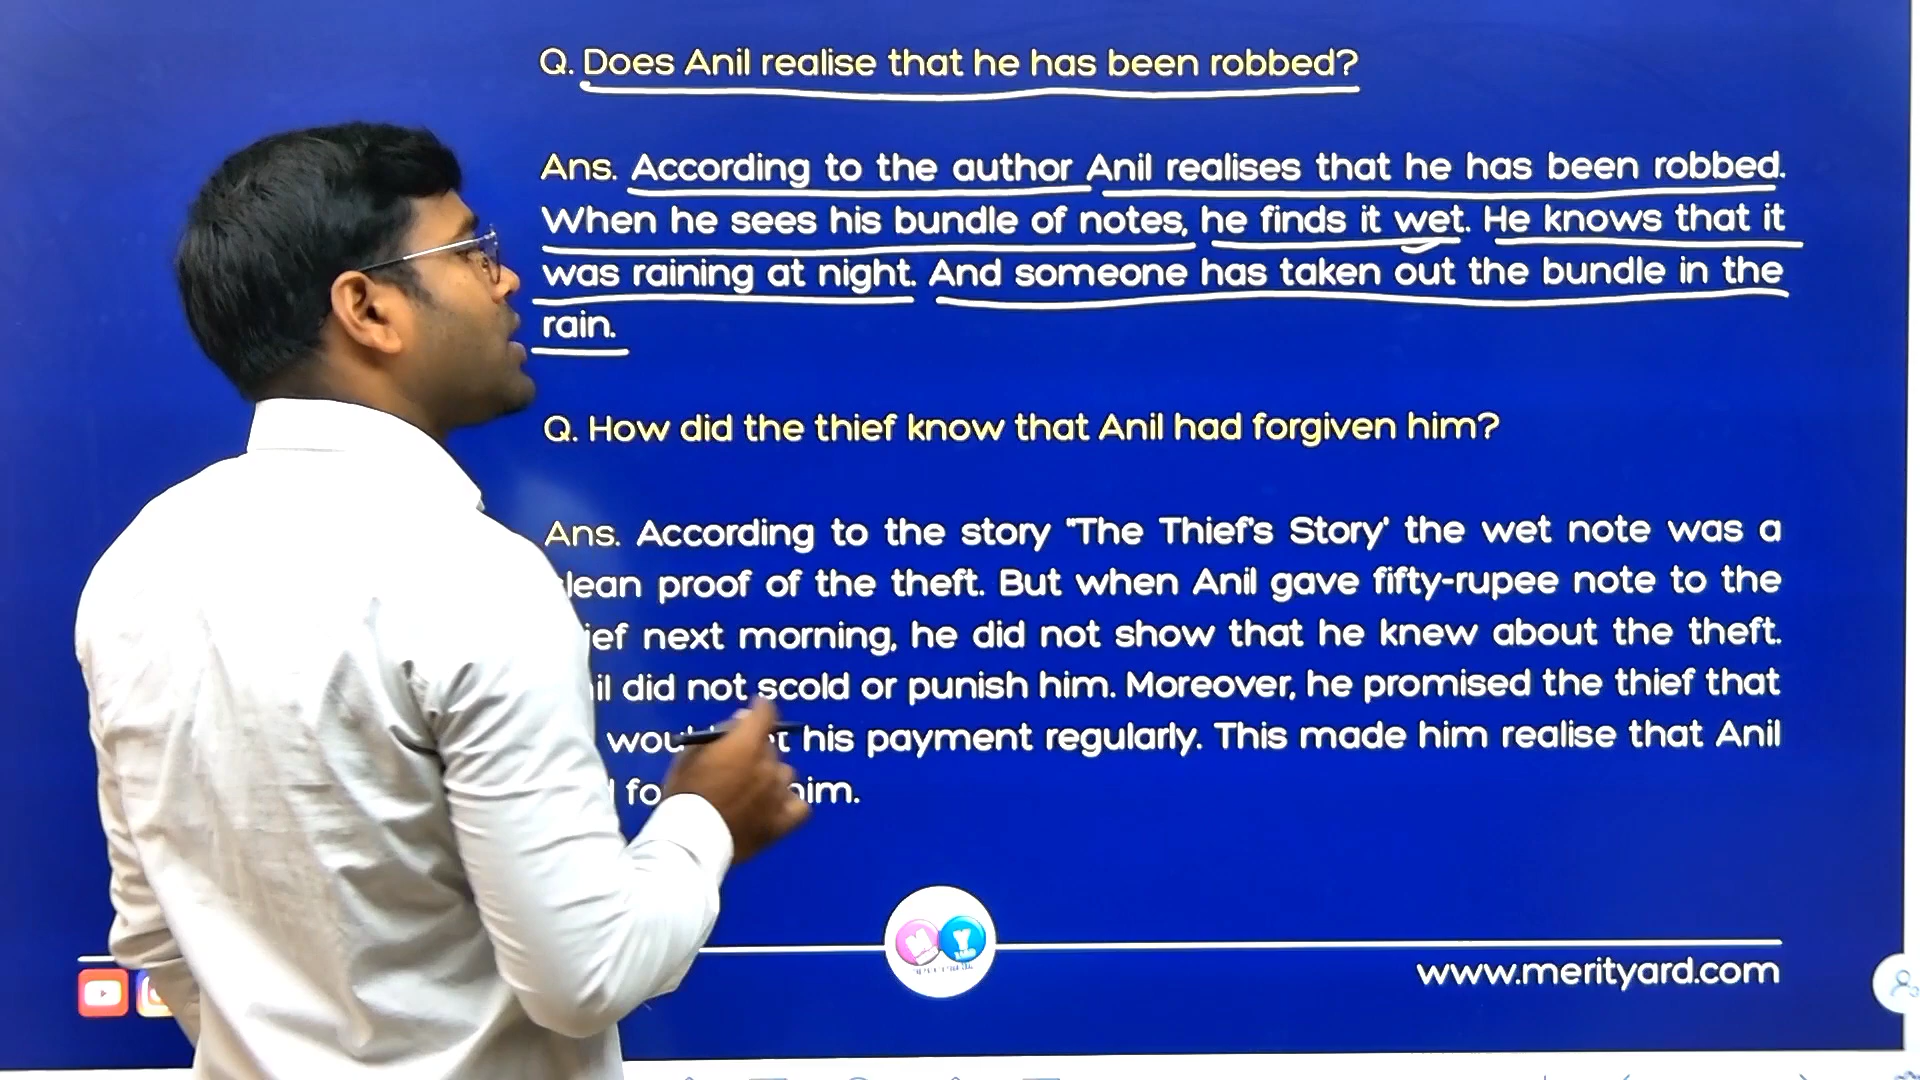 Q. Does Anil realise that he has been robbed?
Ans. According to the author Anil realises that he has been robbed.
When he sees his bundle of notes, he finds it wet. He knows that it
was raining at night. And someone has taken out the bundle in the
rain.
Q. How did the thief know that Anil had forgiven him?
Ans. According to the story "The Thief's Story' the wet note was a
lean proof of the theft. But when Anil gave fifty-rupee note to the
ief next morning, he did not show that he knew about the theft.
il did not scold or punish him. Moreover, he promised the thief that
his payment regularly. This made him realise that Anil
him.
M Y
www.merityard.com